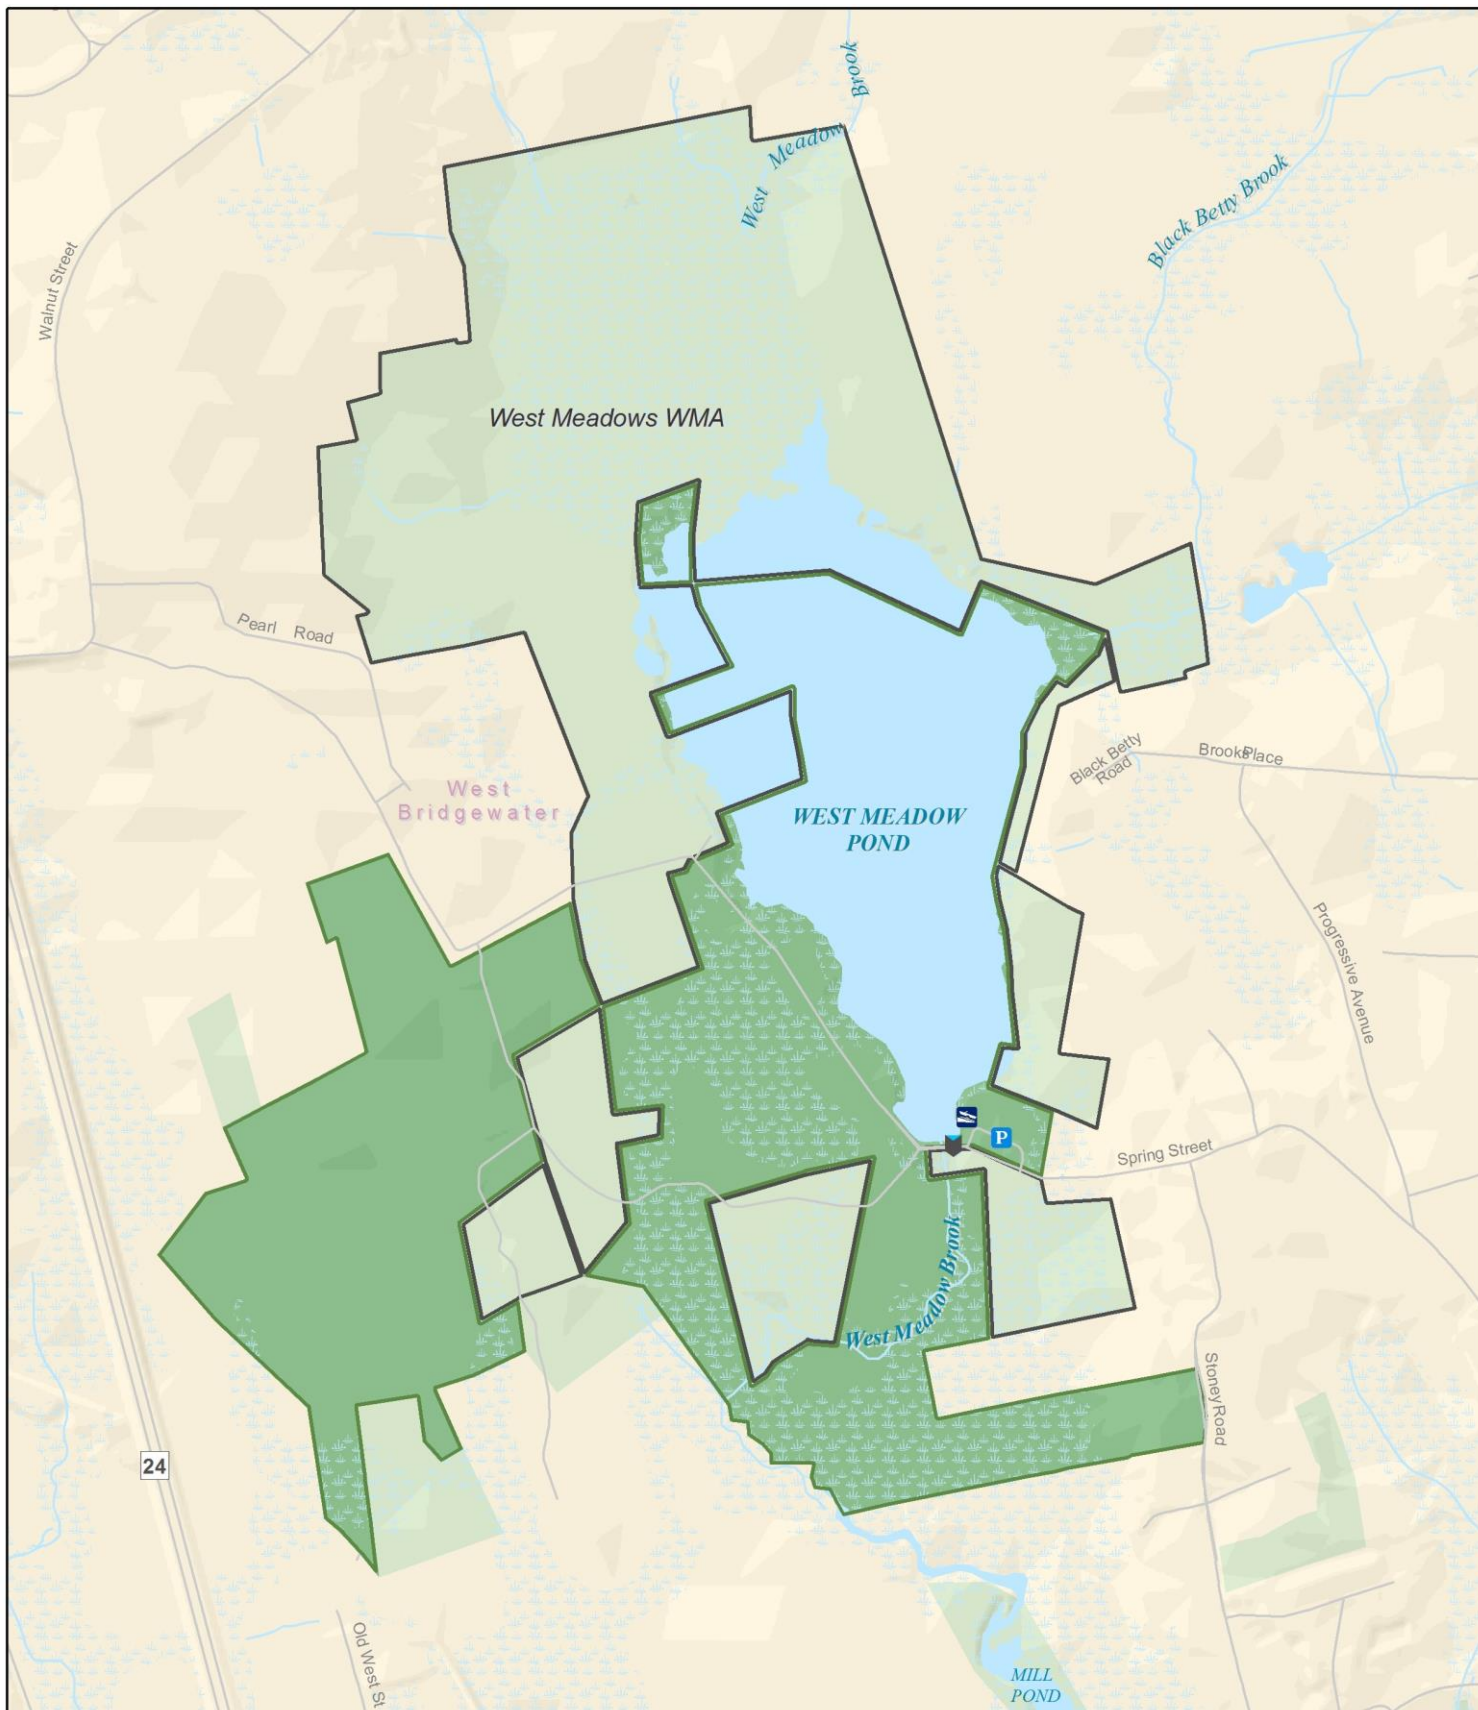 Brook
West Meadow
Black Betty Brook
Walnut Street
West Meadows WMA
Pearl Road
Black Betty
Road
Brooks Place
West
Bridgewater
WEST MEADOW
POND
Progressive Avenue
P
Spring Street
West Meadow Brook
Stoney Road
24
Old West St
MILL
POND